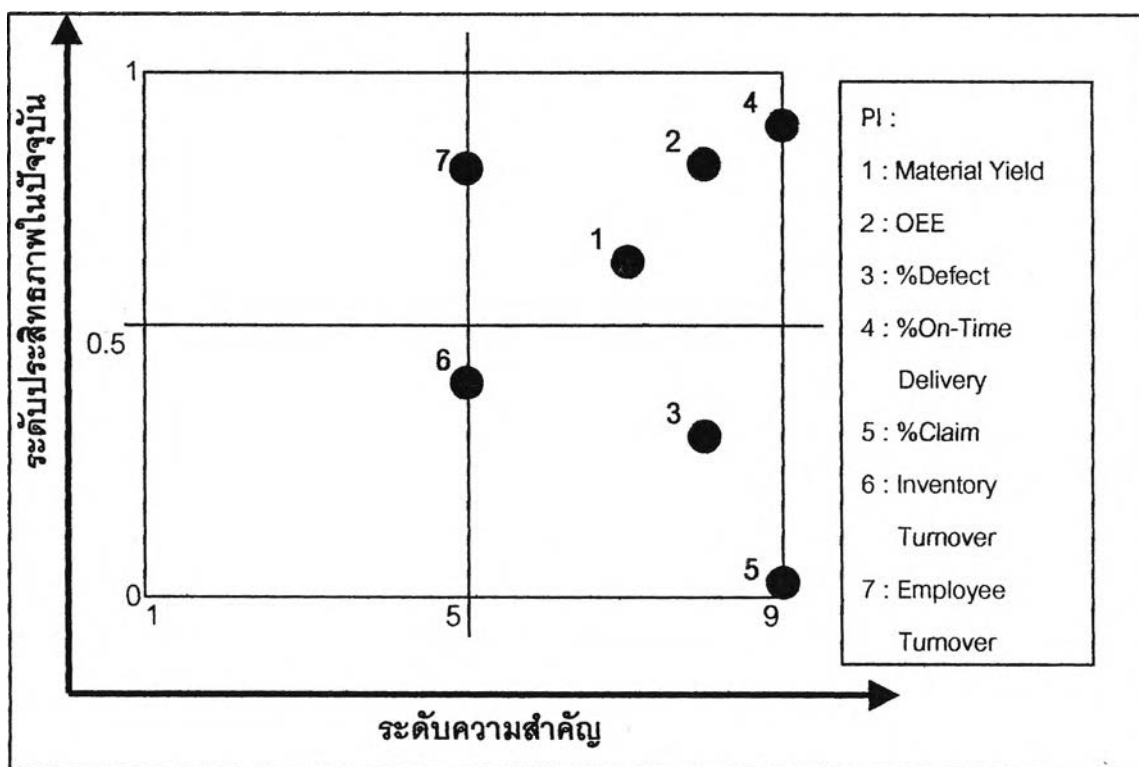 ระดับประสิทธภาพในปัจจุบัน
1
4
2
7
1
0.5
6
3
5
0
1
5
9
ระดับความสำคัญ
PI :
1 : Material Yield
2 : OEE
3 : %Defect
4 : %On-Time
Delivery
5 : %Claim
6 : Inventory
Turnover
7 : Employee
Turnover